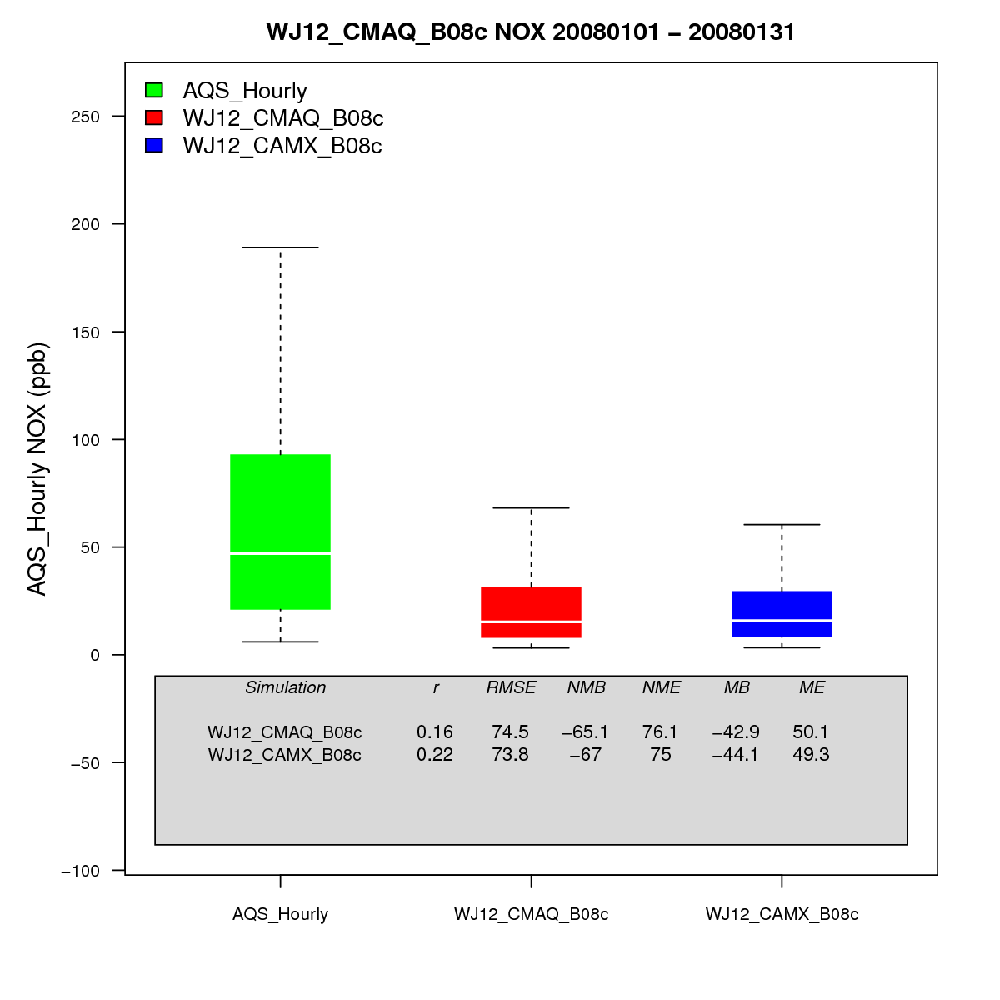 WJ12_CMAQ_B08c NOX 20080101 − 20080131
AQS_Hourly
WJ12_CMAQ_B08c
WJ12_CAMX_B08c
AQS_Hourly NOX (ppb)
250
200
150
100
50
0
−50
−100
Simulation r RMSE NMB NME MB ME
WJ12_CMAQ_B08c 0.16 74.5 −65.1 76.1 −42.9 50.1
WJ12_CAMX_B08c 0.22 73.8 −67 75 −44.1 49.3
AQS_Hourly WJ12_CMAQ_B08c WJ12_CAMX_B08c